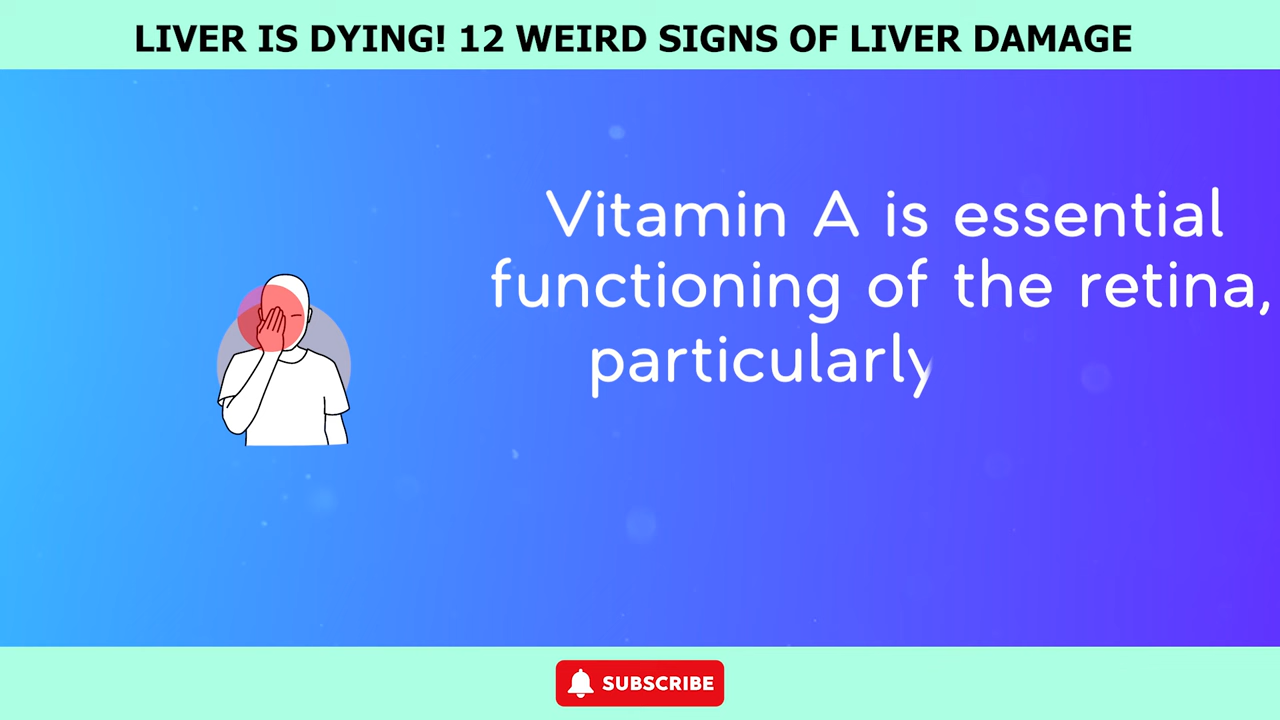 LIVER IS DYING! 12 WEIRD SIGNS OF LIVER DAMAGE
Vitamin A is essential
functioning of the retina,
particularly
SUBSCRIBE